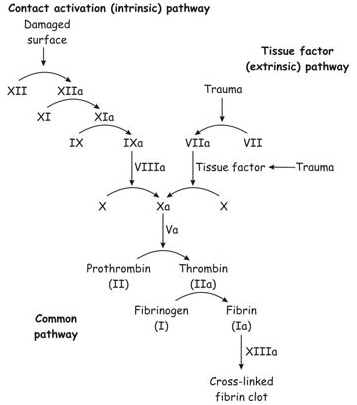 Contact activation (intrinsic) pathway
Damaged
surface
Tissue factor
(extrinsic) pathway
XII XIIa
Trauma
XI XIa
IX IXa VIIa VII
VIIIa Tissue factor Trauma
X Xa X
Va
Prothrombin Thrombin
(II) (IIa)
Fibrinogen Fibrin
(I) (Ia)
Common
pathway
XIIIa
Cross-linked
fibrin clot